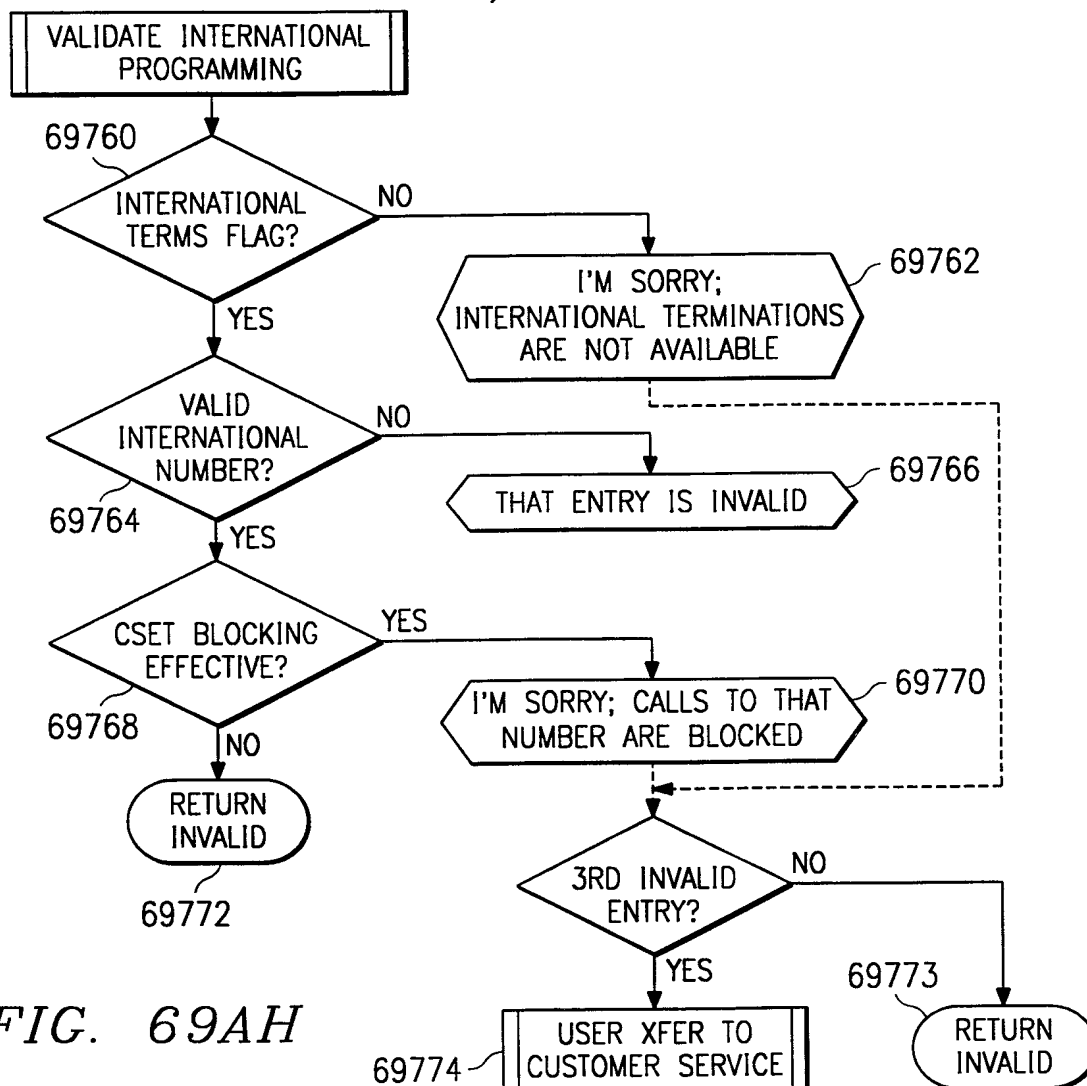 VALIDATE INTERNATIONAL
PROGRAMMING
69760
INTERNATIONAL
TERMS FLAG?
NO
YES
I'M SORRY;
INTERNATIONAL TERMINATIONS
ARE NOT AVAILABLE
69762
VALID
INTERNATIONAL
NUMBER?
NO
69764
YES
THAT ENTRY IS INVALID
69766
CSET BLOCKING
EFFECTIVE?
YES
69768
NO
I'M SORRY; CALLS TO THAT
NUMBER ARE BLOCKED
69770
RETURN
INVALID
69772
3RD INVALID
ENTRY?
NO
YES
69773
RETURN
INVALID
USER XFER TO
CUSTOMER SERVICE
69774
FIG. 69AH